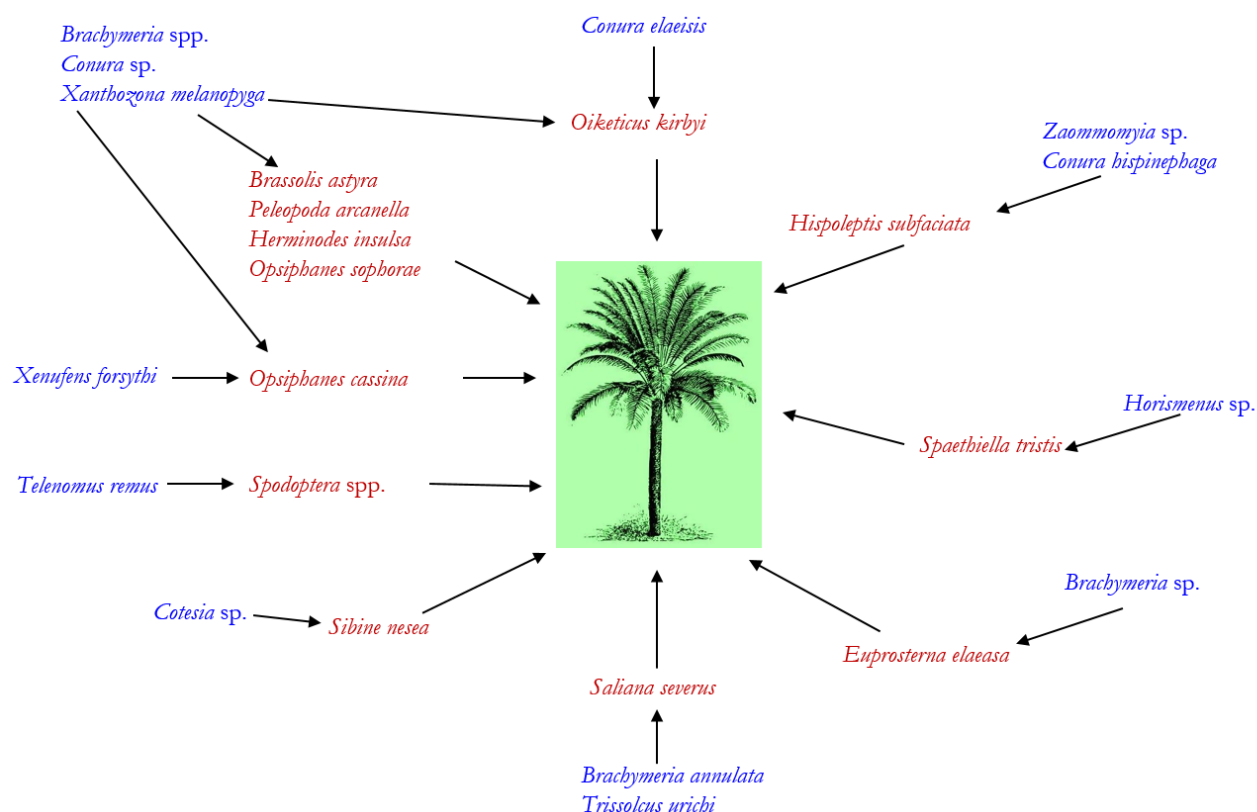 Conura elaeisis
Brachymeria spp.
Conura sp.
Xanthozona melanopyga
Oiketicus kirbyi
Zaommomyia sp.
Conura hispinephaga
Brassolis astyra
Peleopoda arcanella
Herminodes insulsa
Opsiphanes sophorae
Hispoleptis subfaciata
Xenufens forsythi
Opsiphanes cassina
Horismenus sp.
Spaethiella tristis
Telenomus remus
Spodoptera spp.
Brachymeria sp.
Cotesia sp.
Sibine nesea
Euprosterna elaeasa
Saliana severus
Brachymeria annulata
Trissolcus urichi